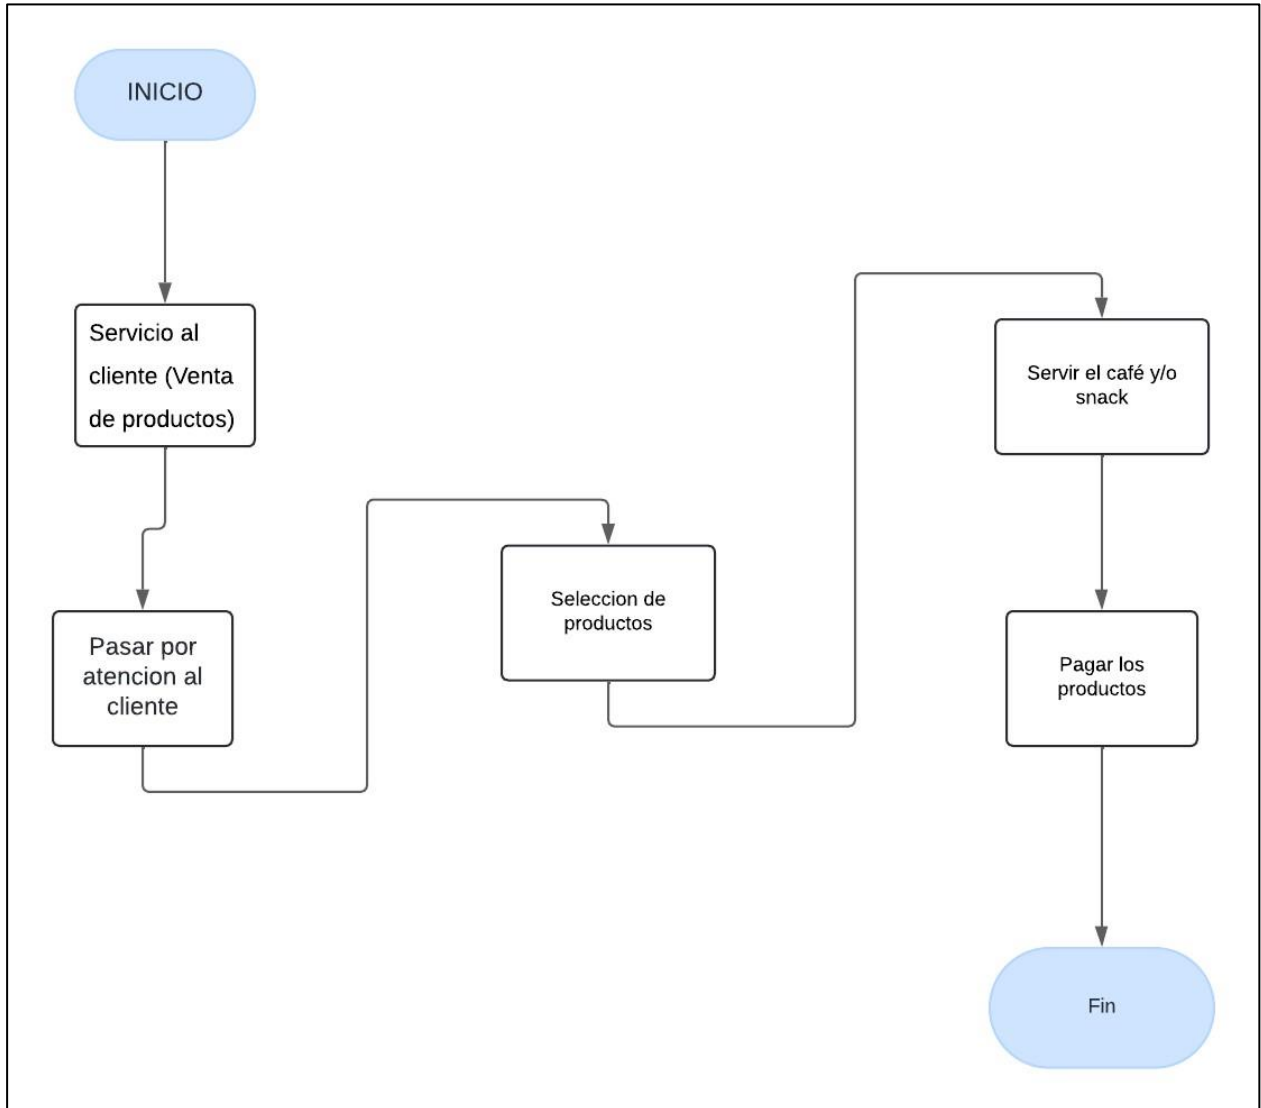 INICIO
Servicio al
cliente (Venta
de productos)
Pasar por
atencion al
cliente
Seleccion de
productos
Servir el café y/o
snack
Pagar los
productos
Fin